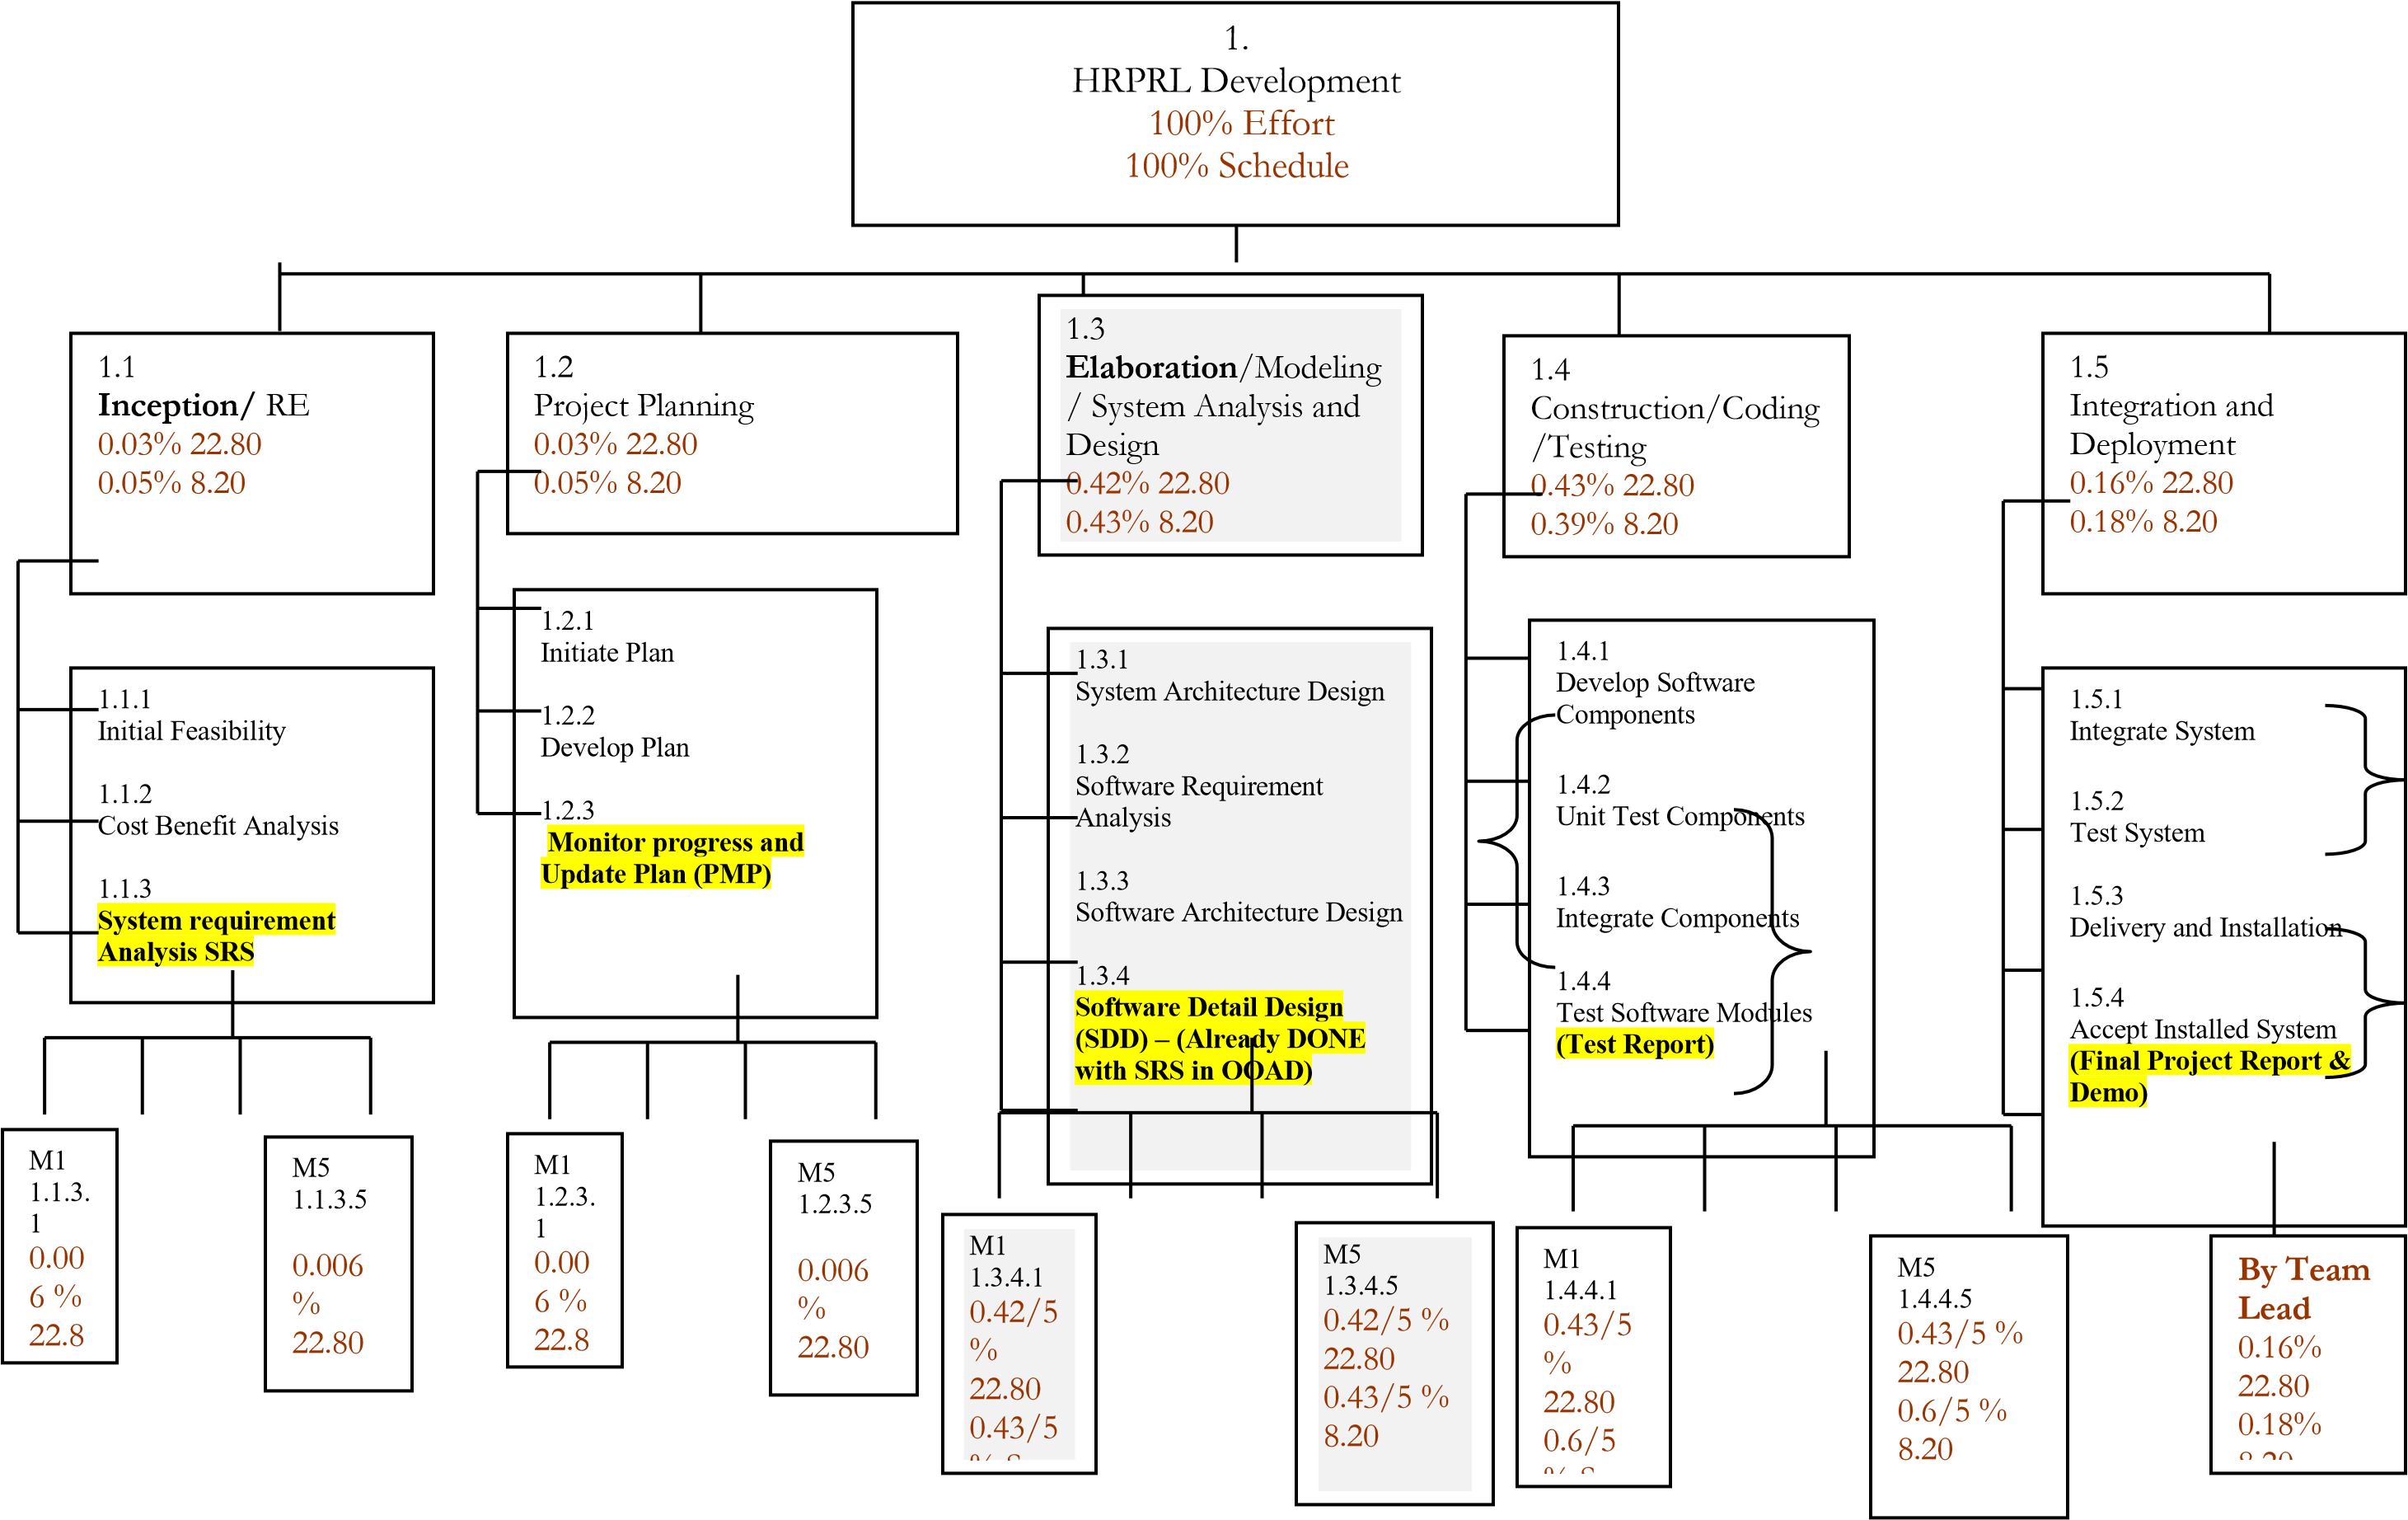 1.
HRPRL Development
100% Effort
100% Schedule
1.1
Inception/ RE
0.03% 22.80
0.05% 8.20
1.2
Project Planning
0.03% 22.80
0.05% 8.20
1.3
Elaboration/Modeling
/ System Analysis and
Design
0.42% 22.80
0.43% 8.20
1.4
Construction/Coding
/Testing
0.43% 22.80
0.39% 8.20
1.5
Integration and
Deployment
0.16% 22.80
0.18% 8.20
1.1.1
Initial Feasibility
1.1.2
Cost Benefit Analysis
1.1.3
System requirement
Analysis SRS
1.2.1
Initiate Plan
1.2.2
Develop Plan
1.2.3
Monitor progress and
Update Plan (PMP)
1.3.1
System Architecture Design
1.3.2
Software Requirement
Analysis
1.3.3
Software Architecture Design
1.3.4
Software Detail Design
(SDD) – (Already DONE
with SRS in OOAD)
1.4.1
Develop Software
Components
1.4.2
Unit Test Components
1.4.3
Integrate Components
1.4.4
Test Software Modules
(Test Report)
1.5.1
Integrate System
1.5.2
Test System
1.5.3
Delivery and Installation
1.5.4
Accept Installed System
(Final Project Report &
Demo)
M1
1.1.3.
1
0.00
6 %
22.8
M5
1.1.3.5
0.006
%
22.80
M1
1.2.3.
1
0.00
6 %
22.8
M5
1.2.3.5
0.006
%
22.80
M1
1.3.4.1
0.42/5
%
22.80
0.43/5
M5
1.3.4.5
0.42/5 %
22.80
0.43/5 %
8.20
M1
1.4.4.1
0.43/5
%
22.80
0.6/5
M5
1.4.4.5
0.43/5 %
22.80
0.6/5 %
8.20
By Team
Lead
0.16%
22.80
0.18%